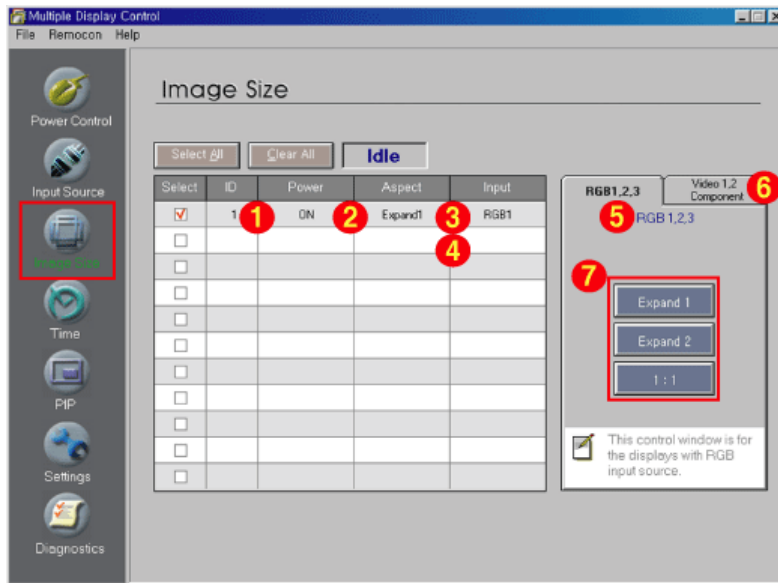 Multiple Display Control
File Remocon Help
Image Size
Power Control
Select All Clear All Idle
Input Source
Select ID Power Aspect Input
RGB1,2,3 Video 1,2 Component 6
1 1 ON 2 Expand1 3 RGB1
5 RGB 1,2,3
4
Image Size
7
Expand 1
Time
Expand 2
1 : 1
PIP
This control window is for
the displays with RGB
input source.
Settings
Diagnostics